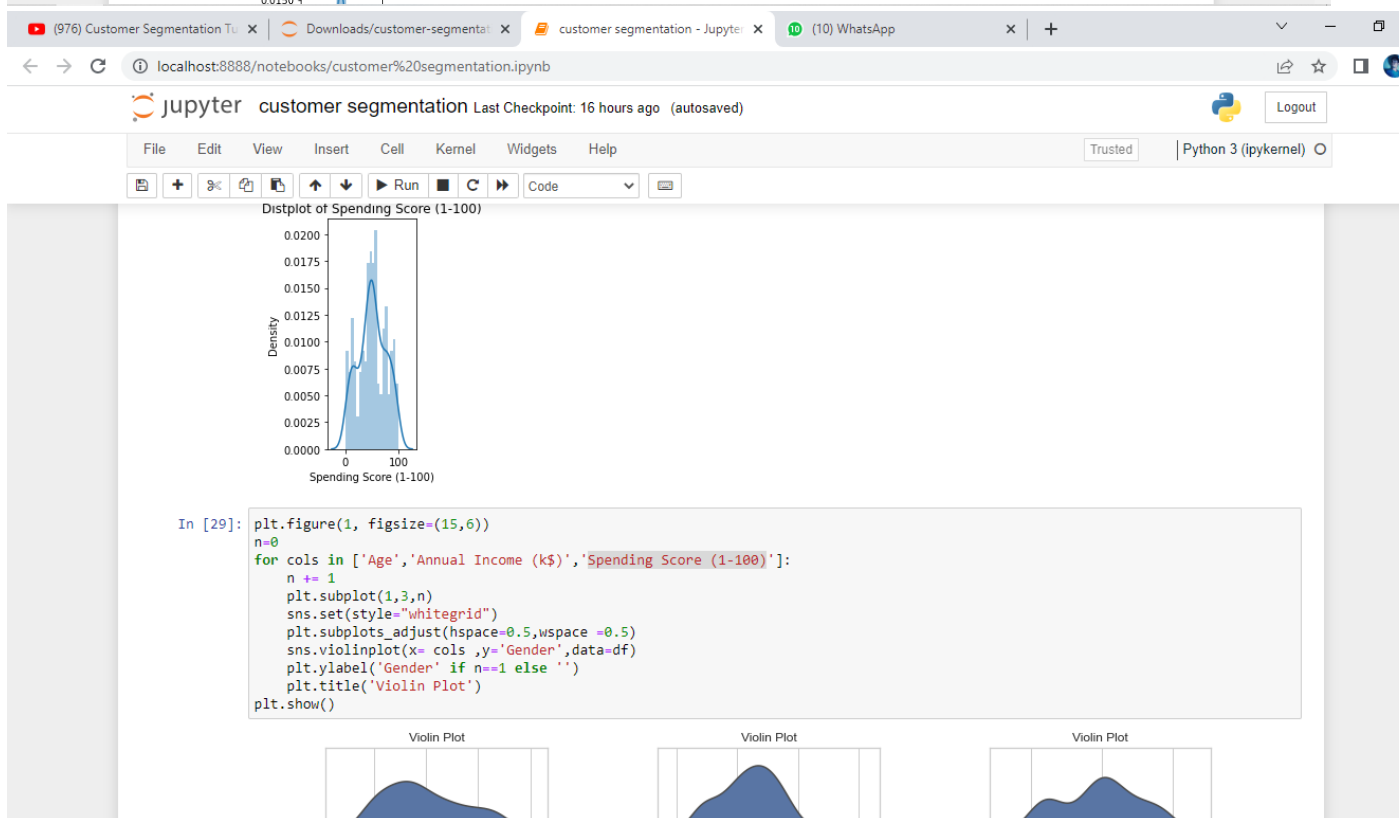 0.0150
(976) Customer Segmentation Tu
Downloads/customer-segmentat
customer segmentation - Jupyter
10 (10) WhatsApp
localhost:8888/notebooks/customer%20segmentation.ipynb
jupyter customer segmentation Last Checkpoint: 16 hours ago (autosaved)
Logout
File Edit View Insert Cell Kernel Widgets Help
Trusted
Python 3 (ipykernel)
Run
Code
Distplot of Spending Score (1-100)
0.0200
0.0175
0.0150
0.0125
0.0100
0.0075
0.0050
0.0025
0.0000
Density
0 100
Spending Score (1-100)
In [29]: plt.figure(1, figsize=(15,6))
n=0
for cols in ['Age','Annual Income (k$)','Spending Score (1-100)']:
    n += 1
    plt.subplot(1,3,n)
    sns.set(style="whitegrid")
    plt.subplots_adjust(hspace=0.5,wspace =0.5)
    sns.violinplot(x= cols ,y='Gender',data=df)
    plt.ylabel('Gender' if n==1 else '')
    plt.title('Violin Plot')
plt.show()
Violin Plot
Violin Plot
Violin Plot